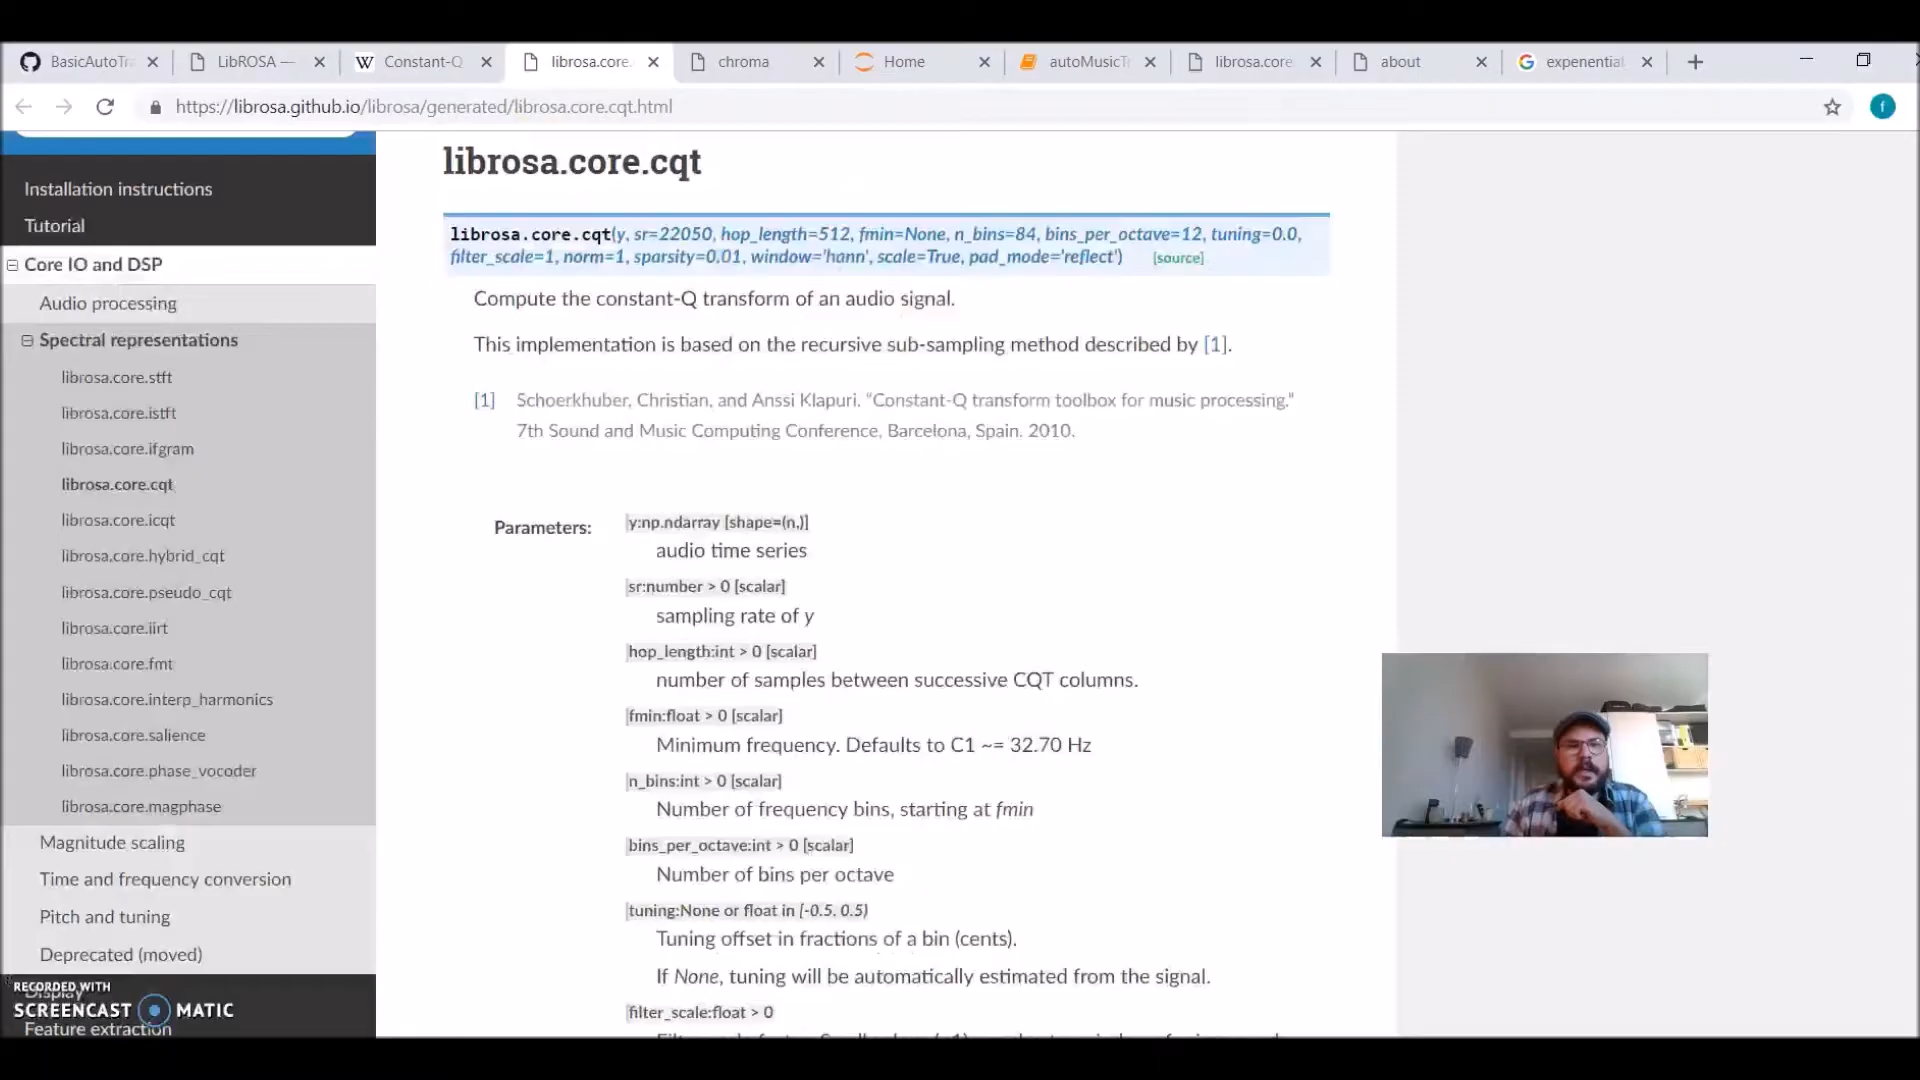 BasicAutoTra
LibROSA —
Constant-Q
librosa.core.
chroma
Home
autoMusicTr
librosa.core
about
expenential
https://librosa.github.io/librosa/generated/librosa.core.cqt.html
f
Installation instructions
Tutorial
Core IO and DSP
Audio processing
Spectral representations
librosa.core.stft
librosa.core.istft
librosa.core.ifgram
librosa.core.cqt
librosa.core.icqt
librosa.core.hybrid_cqt
librosa.core.pseudo_cqt
librosa.core.iirt
librosa.core.fmt
librosa.core.interp_harmonics
librosa.core.salience
librosa.core.phase_vocoder
librosa.core.magphase
Magnitude scaling
Time and frequency conversion
Pitch and tuning
Deprecated (moved)
Display
Feature extraction
RECORDED WITH
SCREENCAST MATIC
librosa.core.cqt
librosa.core.cqt(y, sr=22050, hop_length=512, fmin=None, n_bins=84, bins_per_octave=12, tuning=0.0,
filter_scale=1, norm=1, sparsity=0.01, window='hann', scale=True, pad_mode='reflect') [source]
Compute the constant-Q transform of an audio signal.
This implementation is based on the recursive sub-sampling method described by [1].
[1] Schoerkhuber, Christian, and Anssi Klapuri. "Constant-Q transform toolbox for music processing."
7th Sound and Music Computing Conference, Barcelona, Spain. 2010.
Parameters:
y:np.ndarray [shape=(n,)]
audio time series
sr:number > 0 [scalar]
sampling rate of y
hop_length:int > 0 [scalar]
number of samples between successive CQT columns.
fmin:float > 0 [scalar]
Minimum frequency. Defaults to C1 ~= 32.70 Hz
n_bins:int > 0 [scalar]
Number of frequency bins, starting at fmin
bins_per_octave:int > 0 [scalar]
Number of bins per octave
tuning:None or float in [-0.5, 0.5)
Tuning offset in fractions of a bin (cents).
If None, tuning will be automatically estimated from the signal.
filter_scale:float > 0